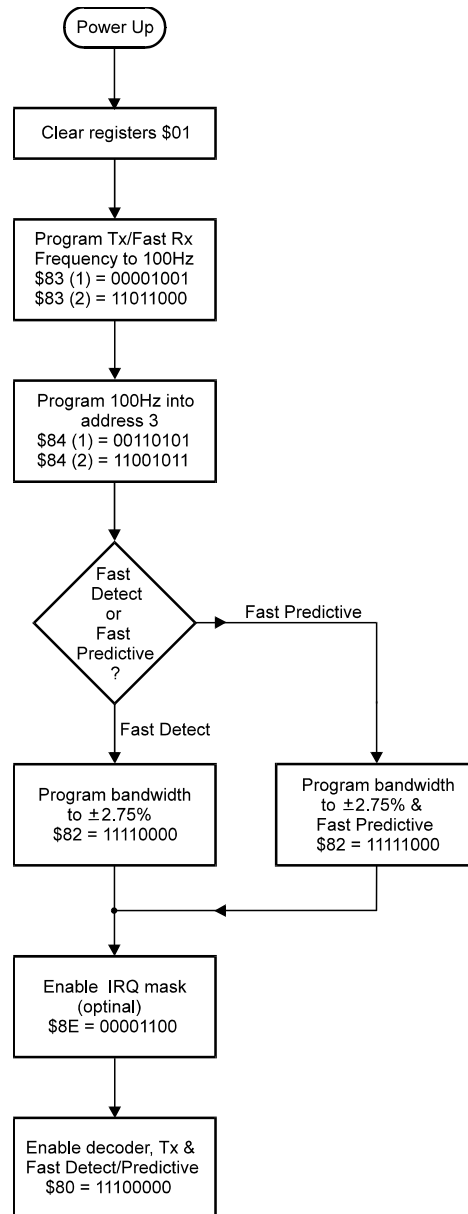 Power Up
Clear registers $01
Program Tx/Fast Rx
Frequency to 100Hz
$83 (1) = 00001001
$83 (2) = 11011000
Program 100Hz into
address 3
$84 (1) = 00110101
$84 (2) = 11001011
Fast
Detect
or
Fast
Predictive
?
Fast Predictive
Fast Detect
Program bandwidth
to ±2.75%
$82 = 11110000
Program bandwidth
to ±2.75% &
Fast Predictive
$82 = 11111000
Enable IRQ mask
(optinal)
$8E = 00001100
Enable decoder, Tx &
Fast Detect/Predictive
$80 = 11100000